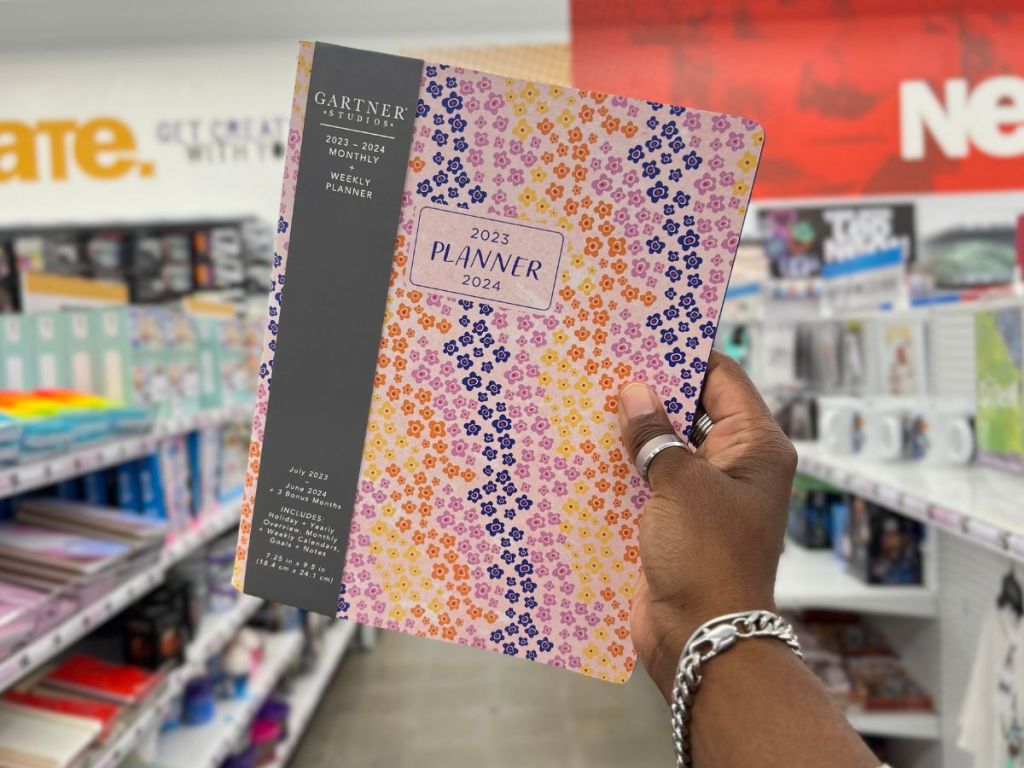 ATE.
GET CREAT
WITH YO
Ne
GARTNER®
• STUDIOS •
2023 – 2024
MONTHLY
+
WEEKLY
PLANNER
2023
PLANNER
2024
July 2023
–
June 2024
+ 3 Bonus Months
INCLUDES:
Holiday + Yearly
Overview, Monthly
+ Weekly Calendars,
Goals + Notes
7.25 in x 9.5 in
(18.4 cm x 24.1 cm)